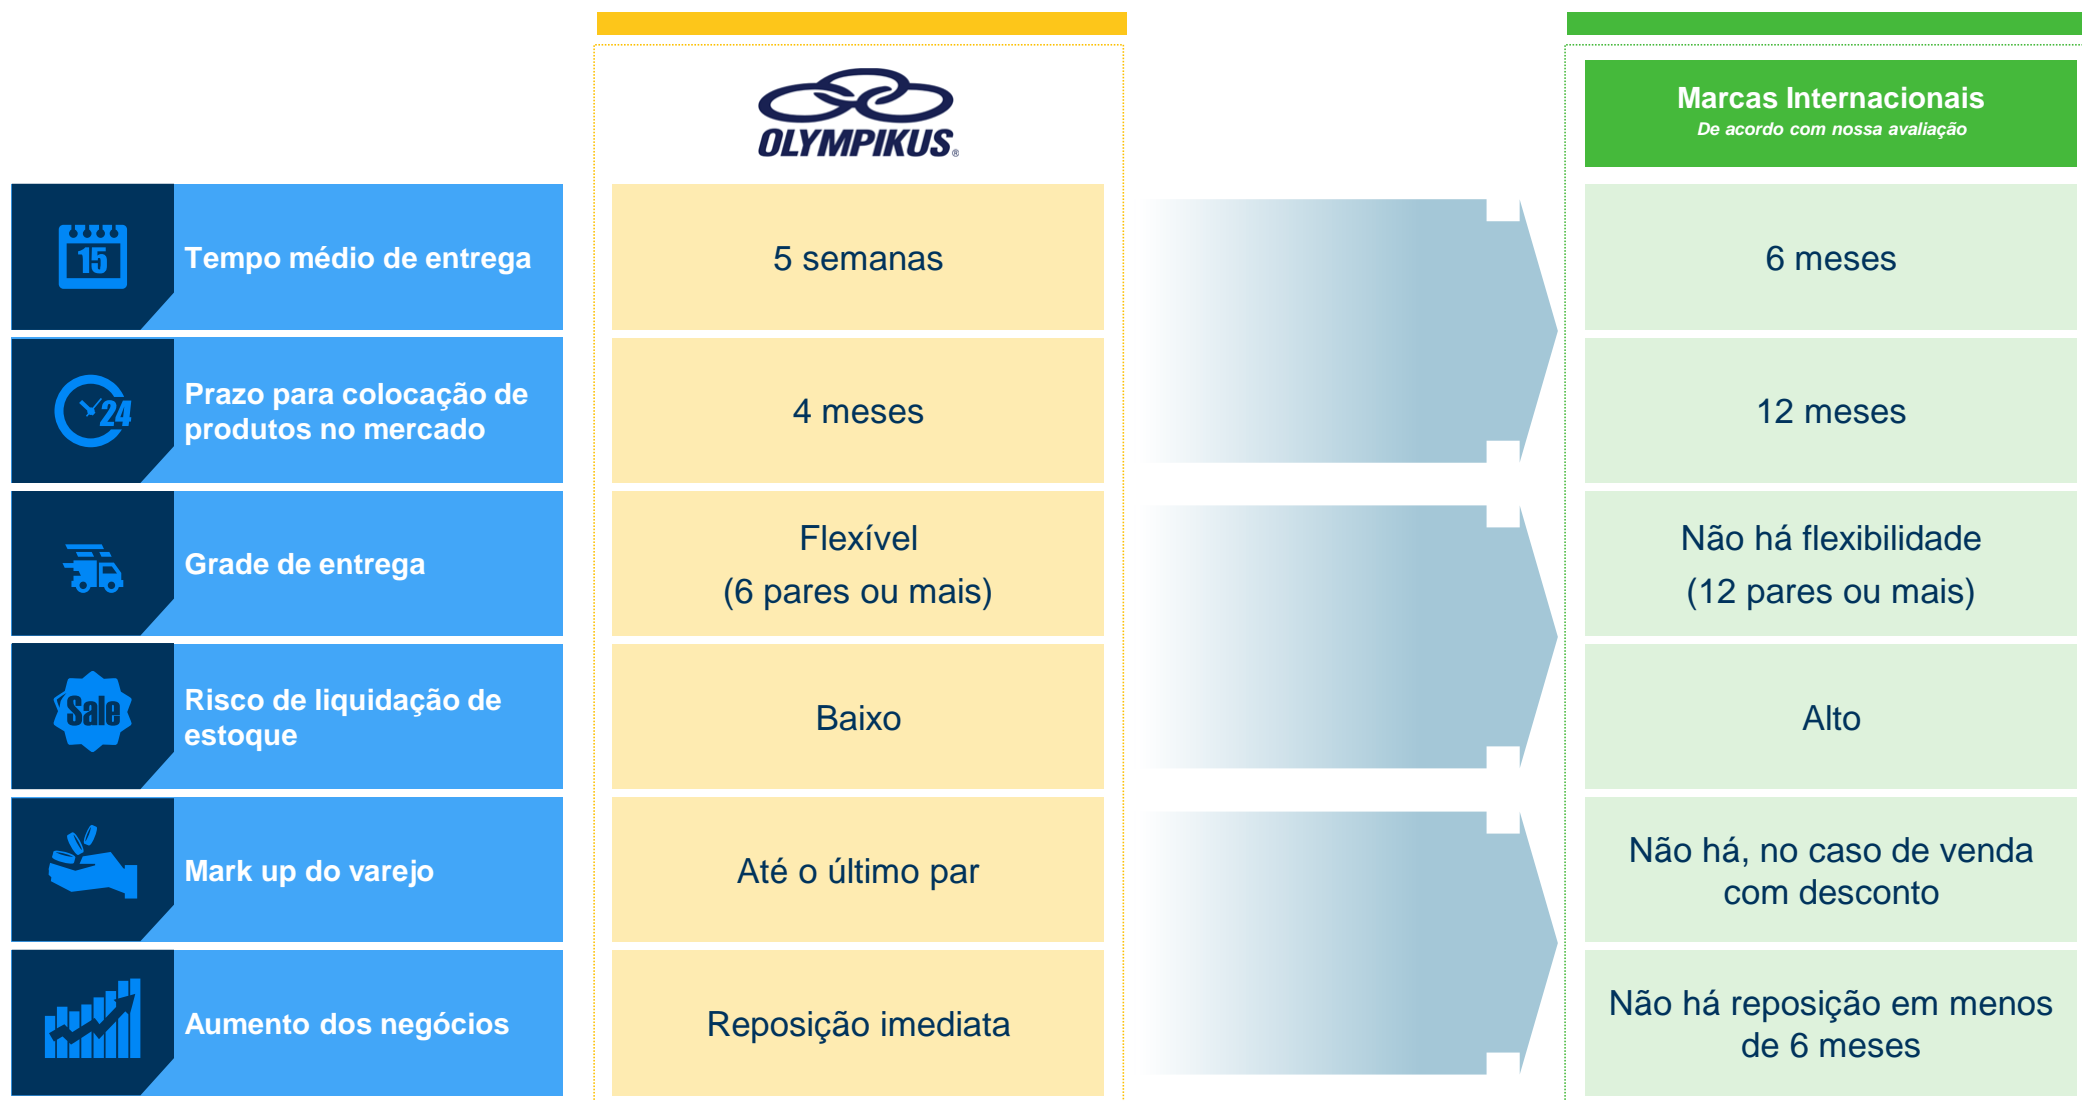 OLYMPIKUS®
Marcas Internacionais
De acordo com nossa avaliação
15
Tempo médio de entrega
5 semanas
6 meses
24
Prazo para colocação de
produtos no mercado
4 meses
12 meses
Grade de entrega
Flexível
(6 pares ou mais)
Não há flexibilidade
(12 pares ou mais)
Sale
Risco de liquidação de
estoque
Baixo
Alto
Mark up do varejo
Até o último par
Não há, no caso de venda
com desconto
Aumento dos negócios
Reposição imediata
Não há reposição em menos
de 6 meses